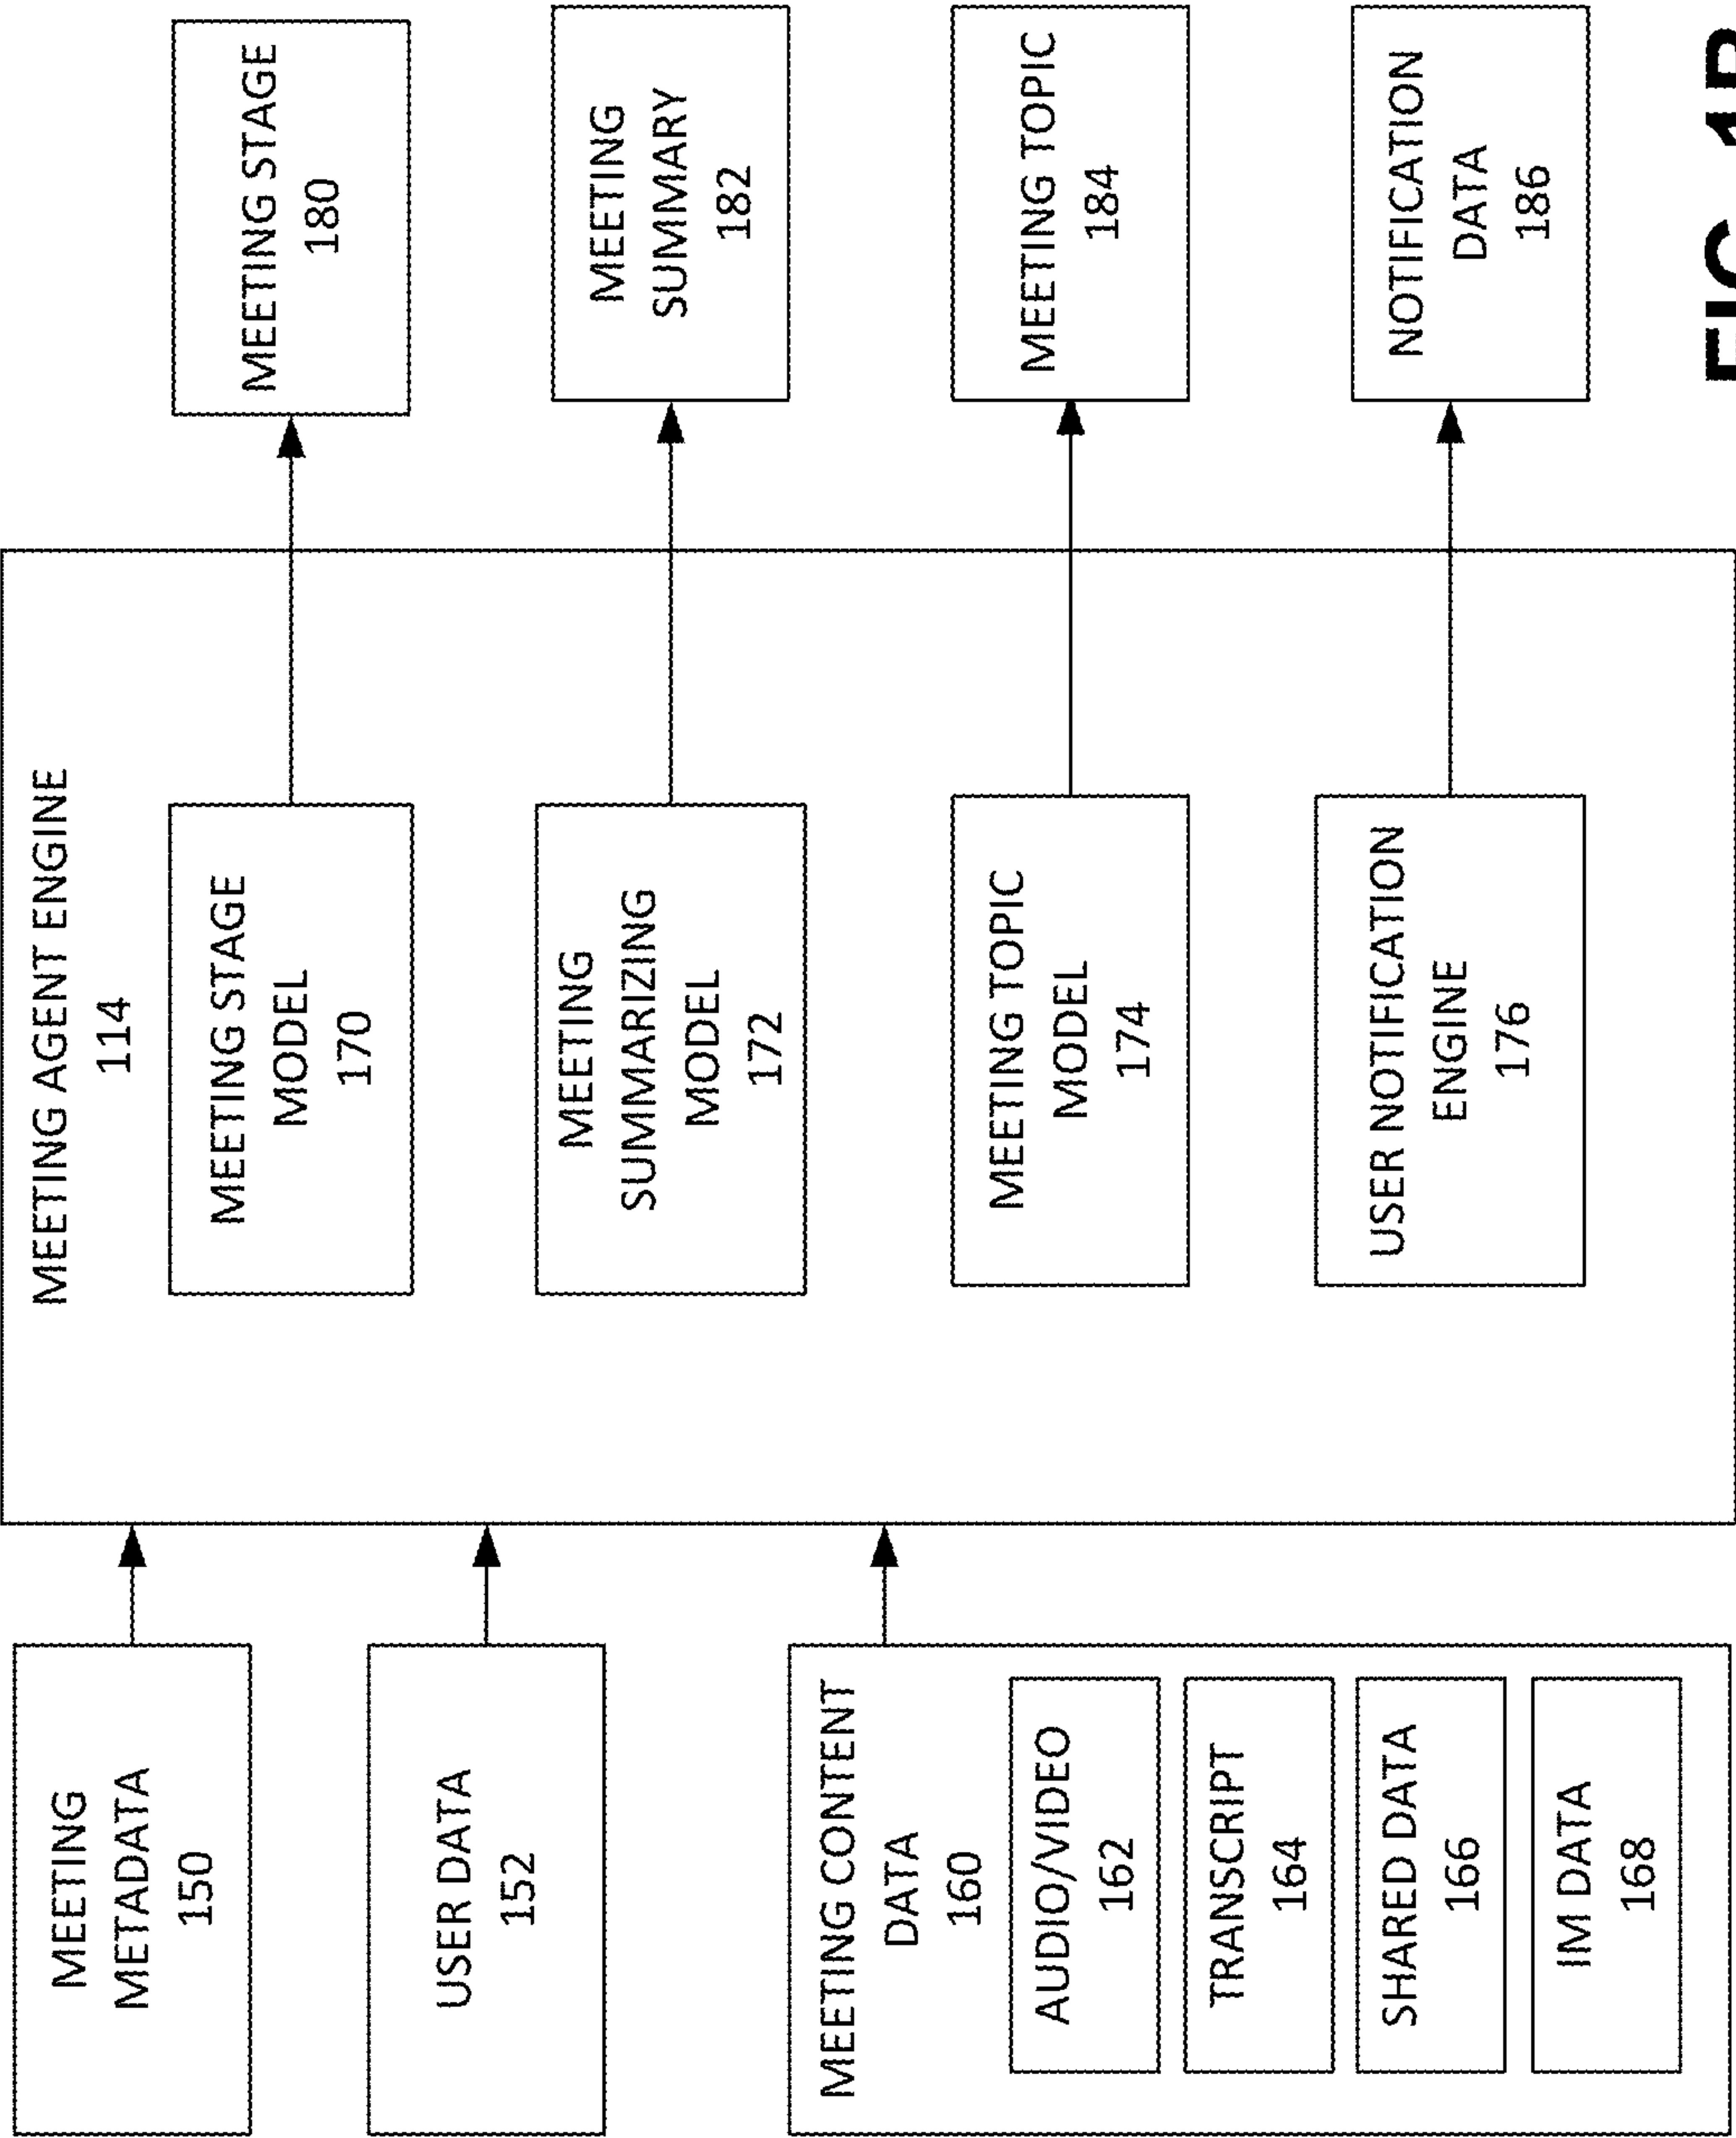 MEETING
METADATA
150
USER DATA
152
MEETING CONTENT
DATA
160
AUDIO/VIDEO
162
TRANSCRIPT
164
SHARED DATA
166
IM DATA
168
MEETING AGENT ENGINE
114
MEETING STAGE
MODEL
170
MEETING
SUMMARIZING
MODEL
172
MEETING TOPIC
MODEL
174
USER NOTIFICATION
ENGINE
176
MEETING STAGE
180
MEETING
SUMMARY
182
MEETING TOPIC
184
NOTIFICATION
DATA
186
FIG. 1B